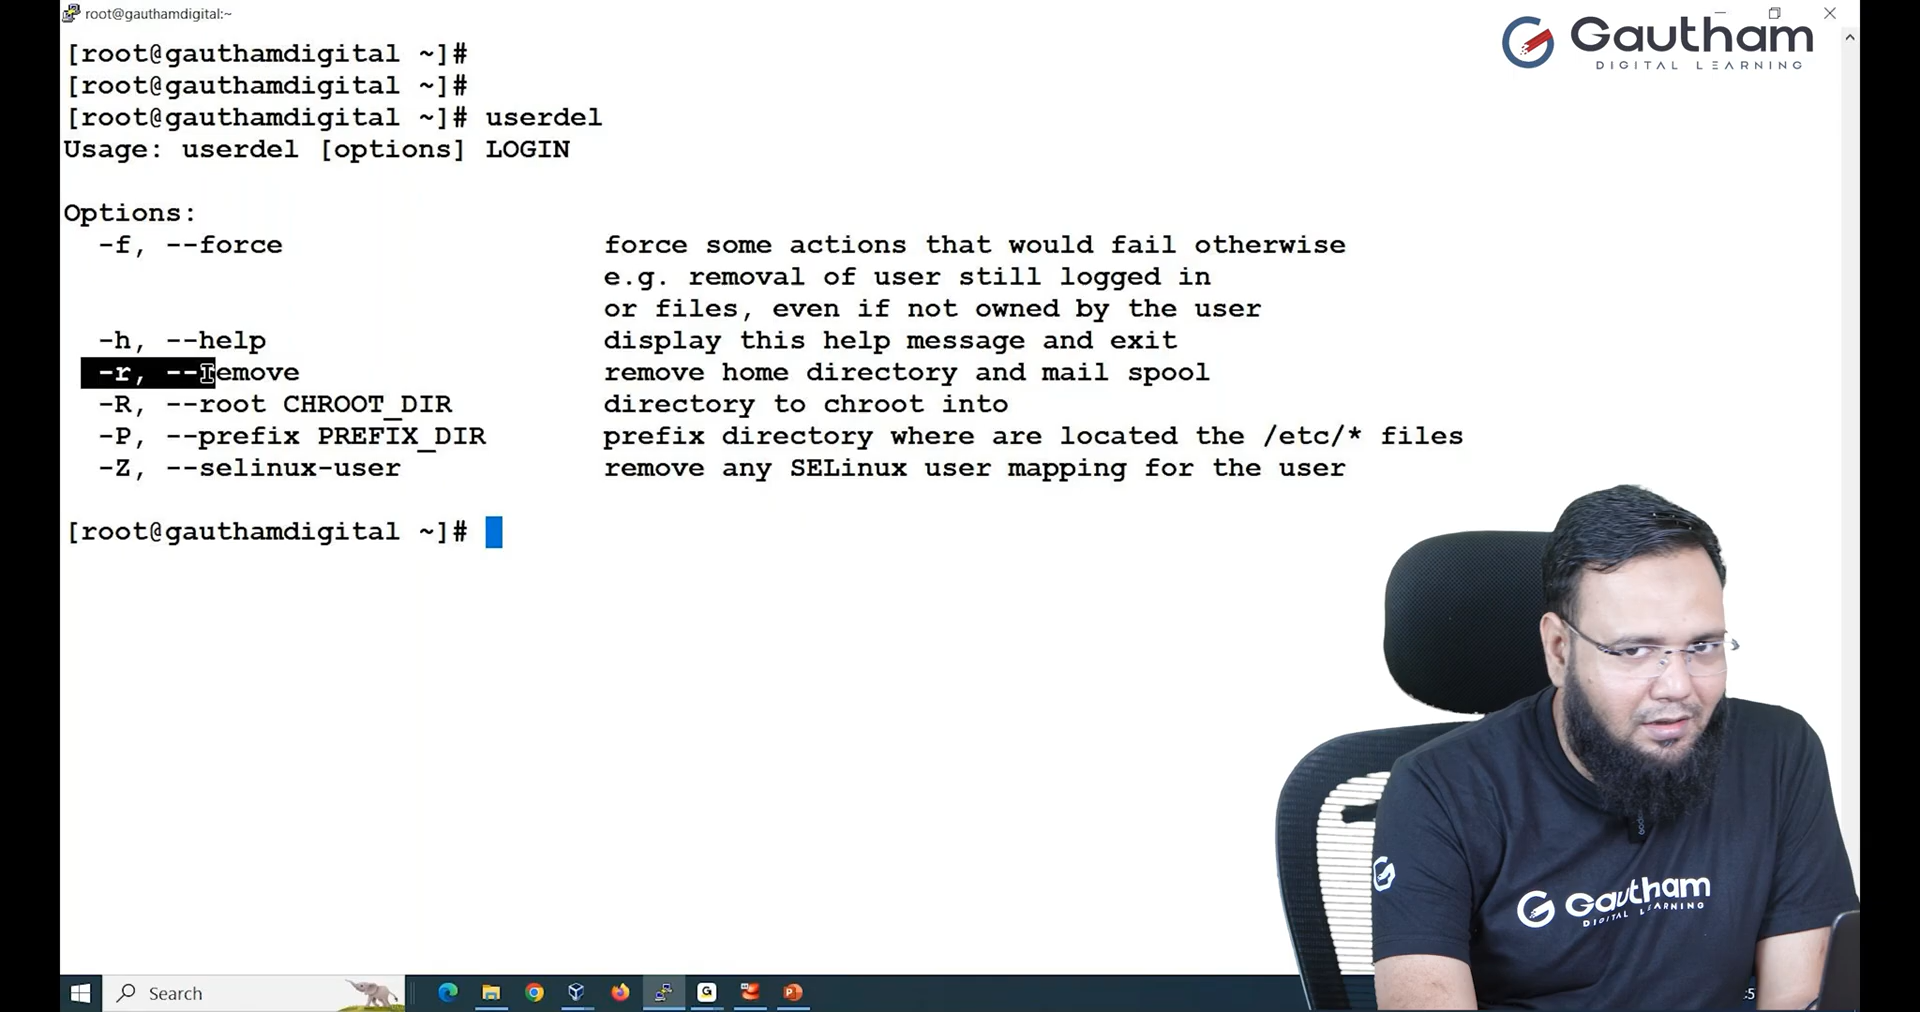 root@gauthamdigital:~
Gautham
DIGITAL LEARNING
[root@gauthamdigital ~]#
[root@gauthamdigital ~]#
[root@gauthamdigital ~]# userdel
Usage: userdel [options] LOGIN
Options:
-f, --force force some actions that would fail otherwise
e.g. removal of user still logged in
or files, even if not owned by the user
-h, --help display this help message and exit
-r, --remove remove home directory and mail spool
-R, --root CHROOT_DIR directory to chroot into
-P, --prefix PREFIX_DIR prefix directory where are located the /etc/* files
-Z, --selinux-user remove any SELinux user mapping for the user
[root@gauthamdigital ~]#
Gautham
DIGITAL LEARNING
Search